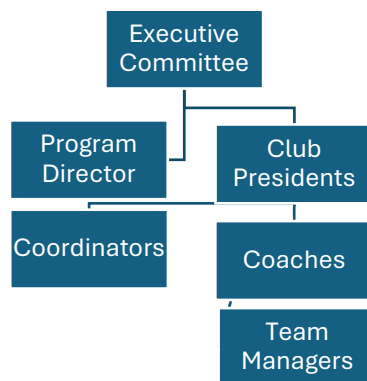 Executive
Committee
Program
Director
Club
Presidents
Coordinators
Coaches
Team
Managers